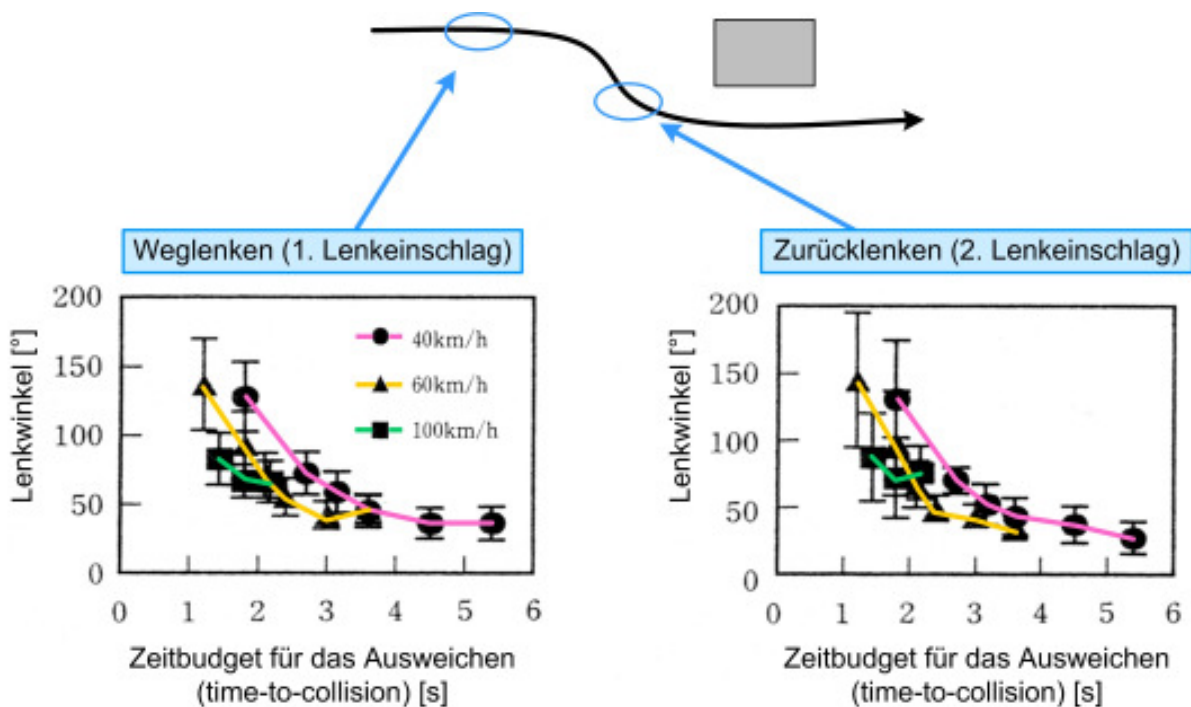 Weglenken (1. Lenkeinschlag)
Zurücklenken (2. Lenkeinschlag)
Lenkwinkel [°]
200
150
100
50
0
0 1 2 3 4 5 6
40km/h
60km/h
100km/h
Zeitbudget für das Ausweichen
(time-to-collision) [s]
Lenkwinkel [°]
200
150
100
50
0
0 1 2 3 4 5 6
Zeitbudget für das Ausweichen
(time-to-collision) [s]